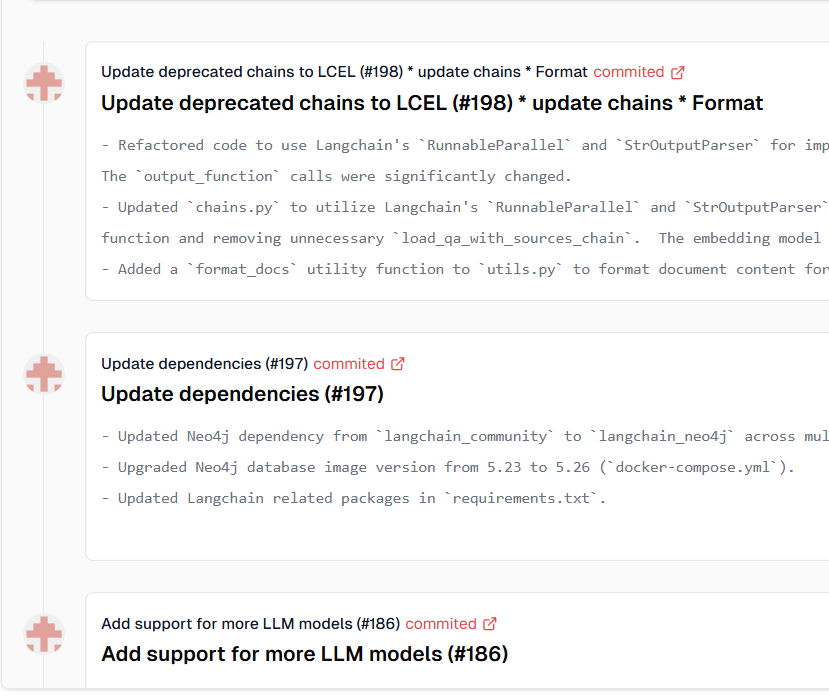 Update deprecated chains to LCEL (#198) * update chains * Format commited
Update deprecated chains to LCEL (#198) * update chains * Format
- Refactored code to use Langchain's `RunnableParallel` and `StrOutputParser` for imp
The `output_function` calls were significantly changed.
- Updated `chains.py` to utilize Langchain's `RunnableParallel` and `StrOutputParser`
function and removing unnecessary `load_qa_with_sources_chain`.  The embedding model
- Added a `format_docs` utility function to `utils.py` to format document content for
Update dependencies (#197) commited
Update dependencies (#197)
- Updated Neo4j dependency from `langchain_community` to `langchain_neo4j` across mul
- Upgraded Neo4j database image version from 5.23 to 5.26 (`docker-compose.yml`).
- Updated Langchain related packages in `requirements.txt`.
Add support for more LLM models (#186) commited
Add support for more LLM models (#186)